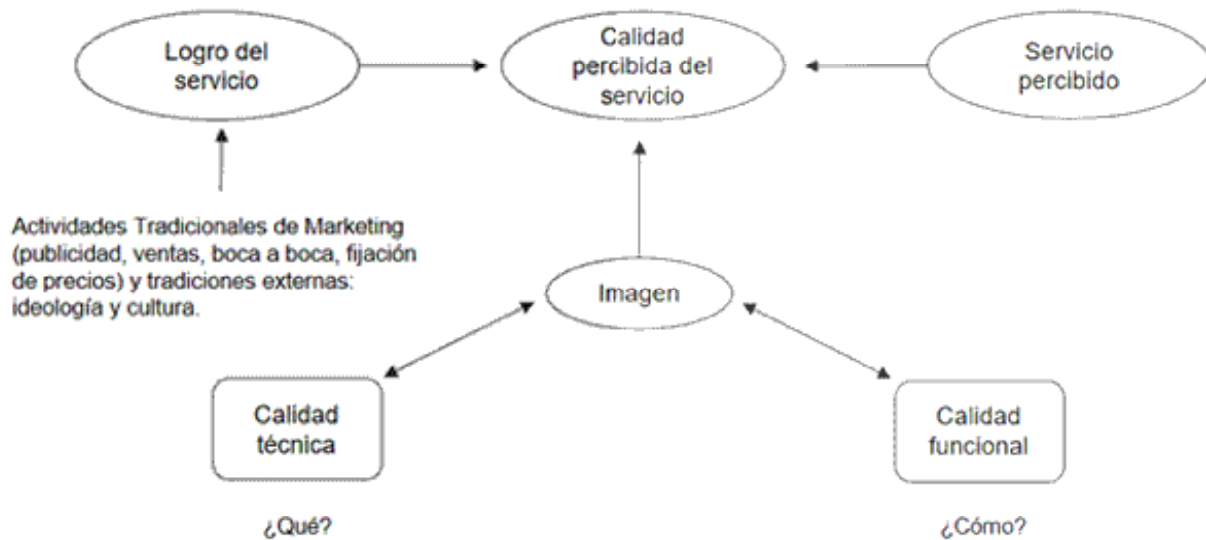 Logro del
servicio
Calidad
percibida del
servicio
Servicio
percibido
Actividades Tradicionales de Marketing
(publicidad, ventas, boca a boca, fijación
de precios) y tradiciones externas:
ideología y cultura.
Imagen
Calidad
técnica
Calidad
funcional
¿Qué?
¿Cómo?